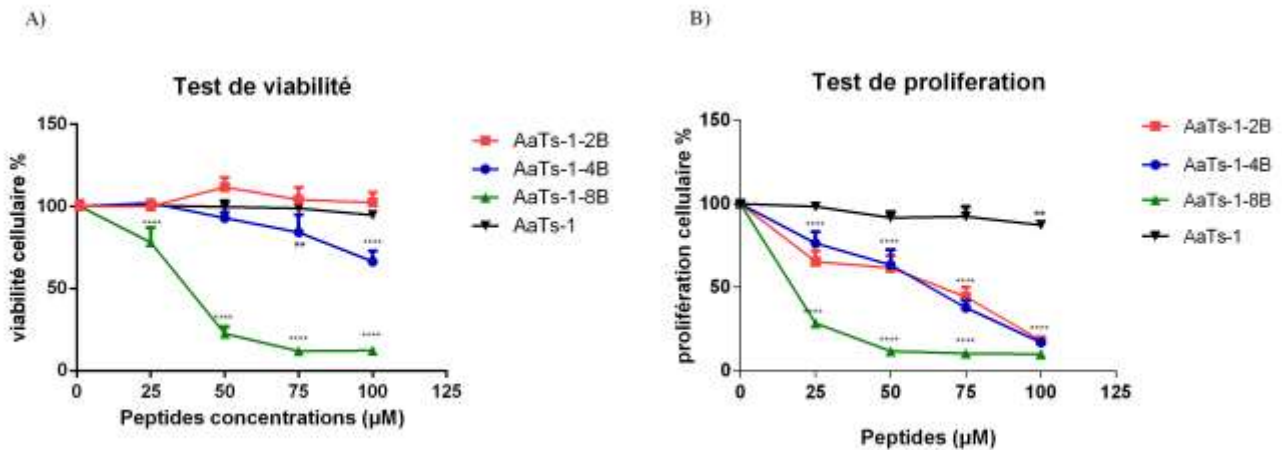 A)
Test de viabilité
viabilité cellulaire %
150
100
50
0
0 25 50 75 100 125
Peptides concentrations (µM)
AaTs-1-2B
AaTs-1-4B
AaTs-1-8B
AaTs-1
****
****
**
****
****
****
B)
Test de proliferation
prolifération cellulaire %
150
100
50
0
0 25 50 75 100 125
Peptides (µM)
AaTs-1-2B
AaTs-1-4B
AaTs-1-8B
AaTs-1
****
****
**
****
****
****
****
****